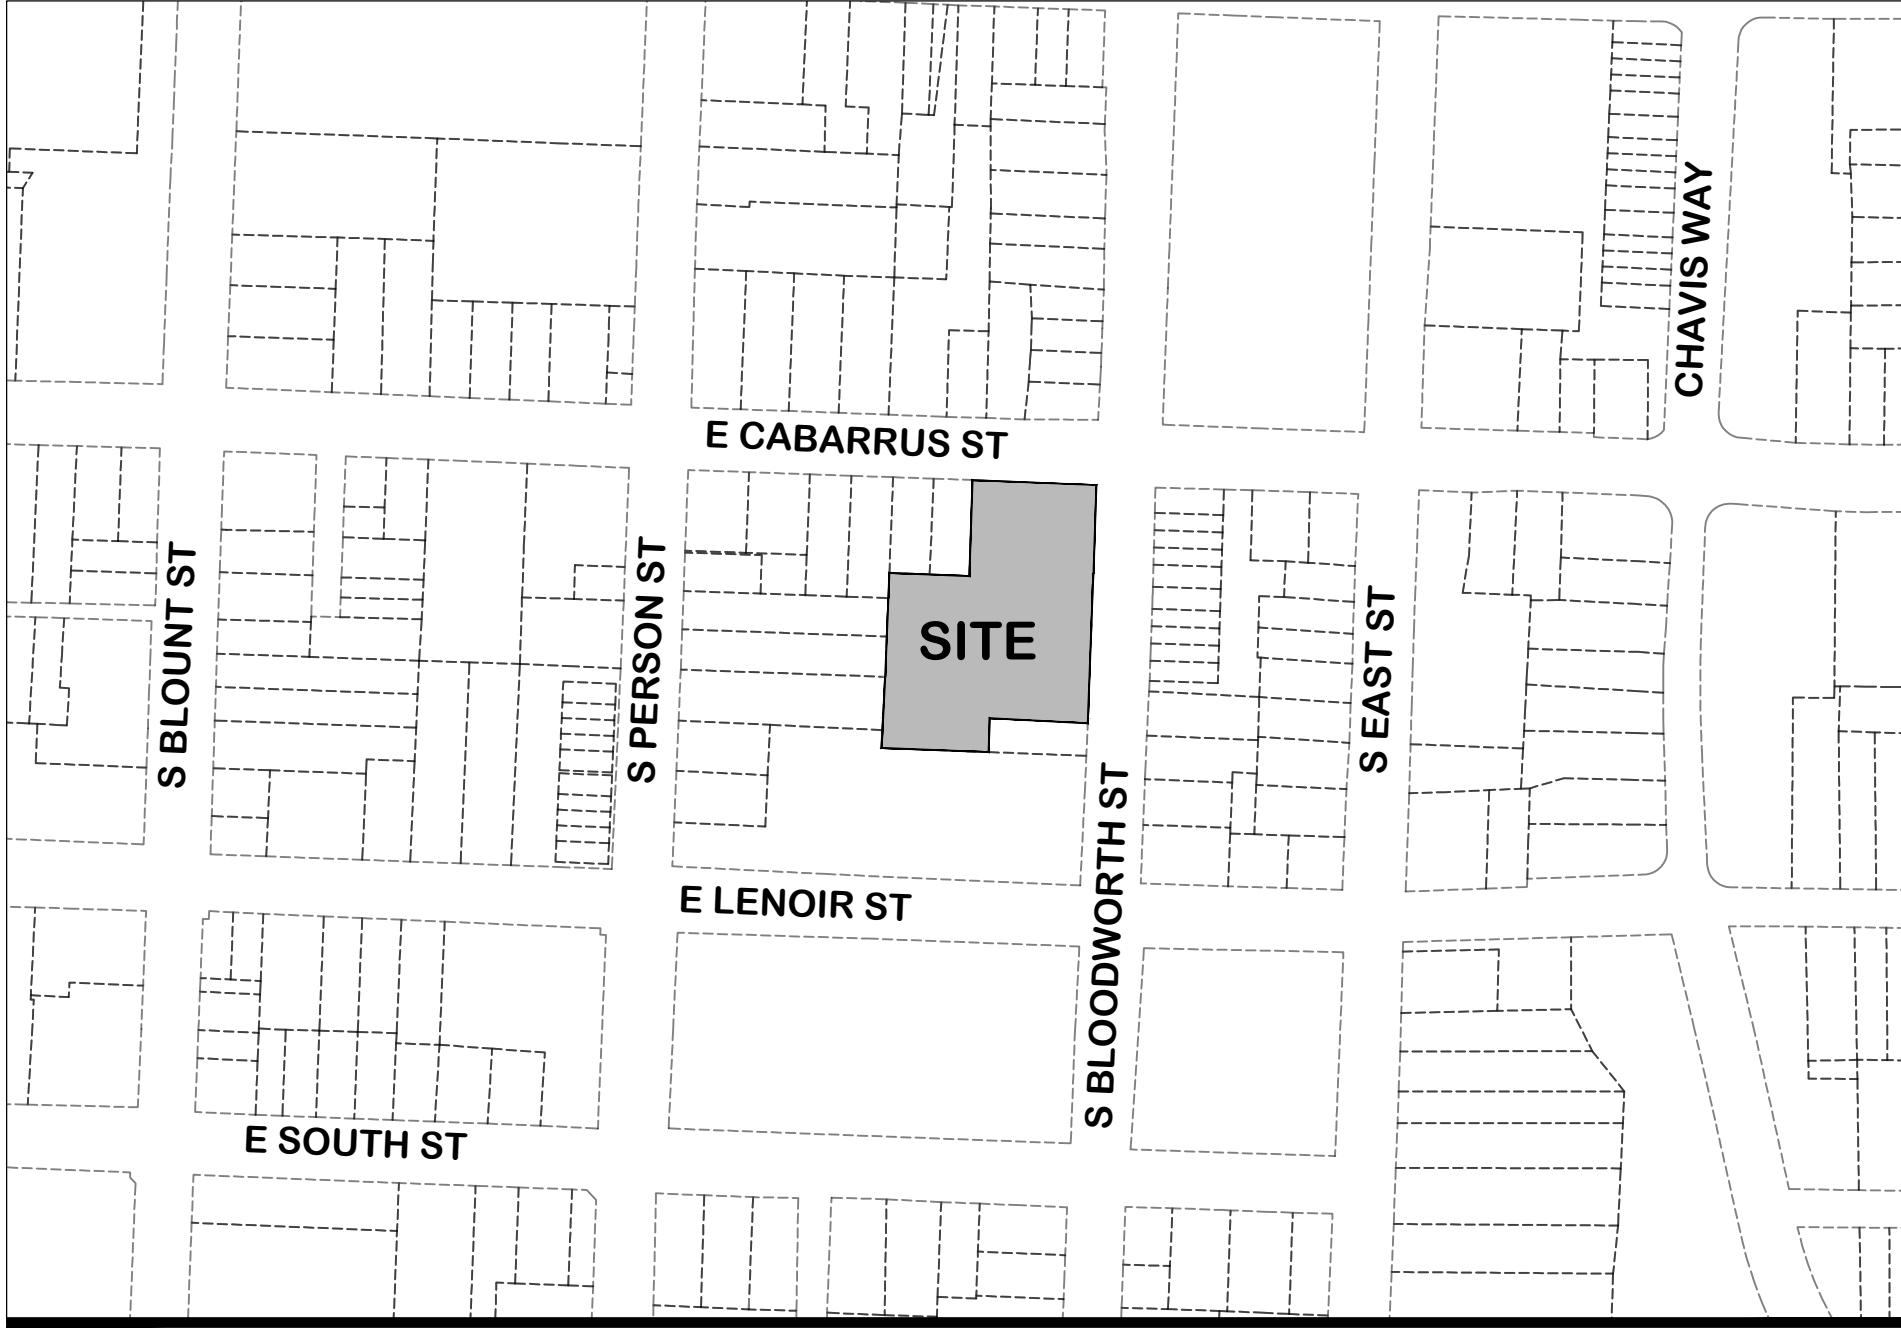 CHAVIS WAY
E CABARRUS ST
S BLOUNT ST
S PERSON ST
SITE
S EAST ST
S BLOODWORTH ST
E LENOIR ST
E SOUTH ST